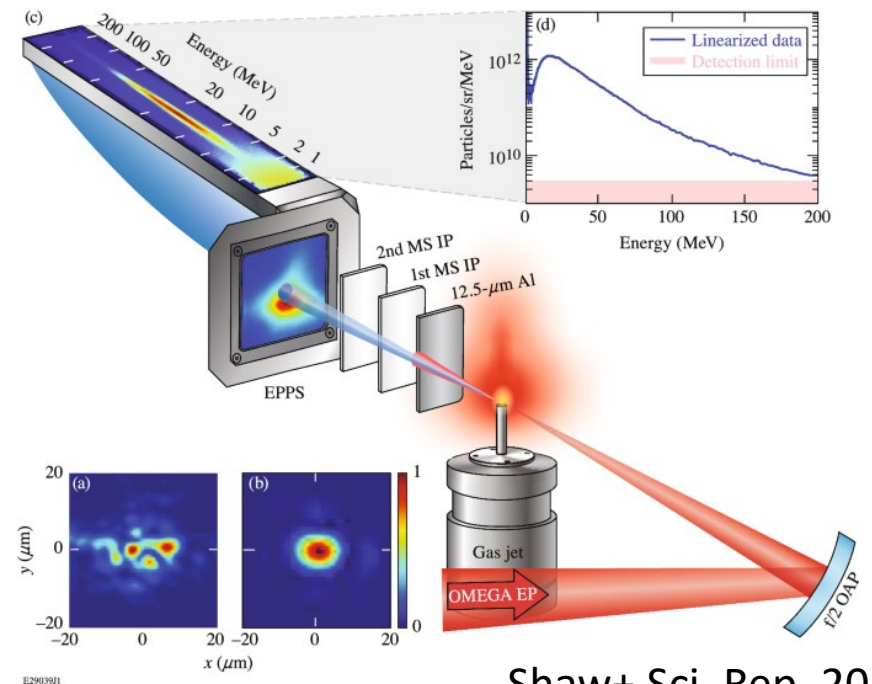 (c)
200 100 50 20 10 5 2 1
Energy (MeV)
(d)
Linearized data
Detection limit
Particles/sr/MeV
10¹²
10¹⁰
0 50 100 150 200
Energy (MeV)
2nd MS IP
1st MS IP
12.5-μm Al
EPPS
(a)
(b)
20
0
−20
y (μm)
−20 0 20
−20 0 20
x (μm)
1
0
Gas jet
OMEGA EP
f/2 OAP
E29039J1
Shaw+ Sci. Rep. 20